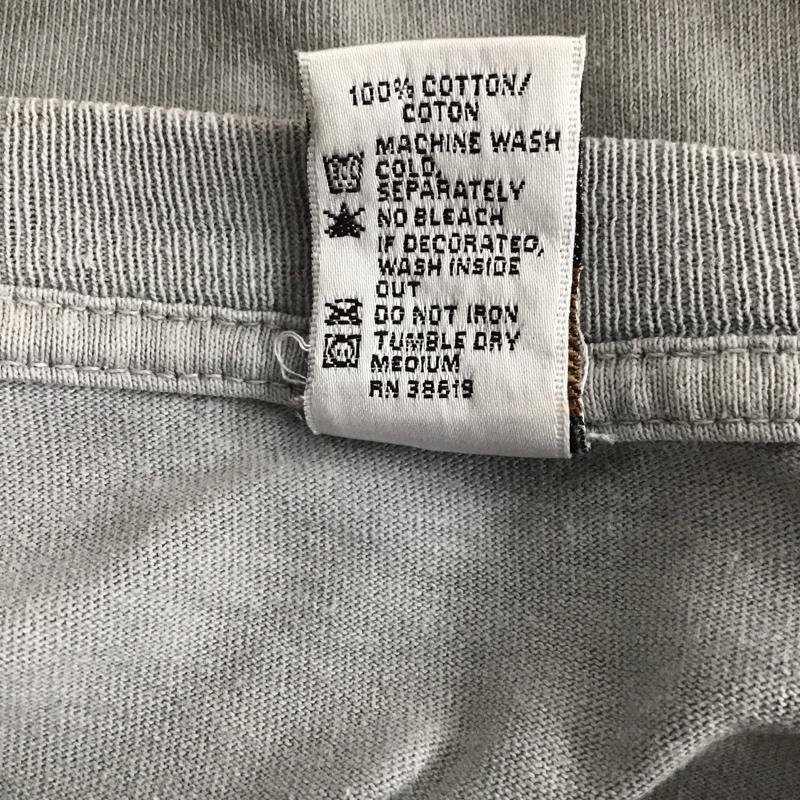 100% COTTON/
COTON
MACHINE WASH
COLD,
SEPARATELY
NO BLEACH
IF DECORATED,
WASH INSIDE
OUT
DO NOT IRON
TUMBLE DRY
MEDIUM
RN 38619